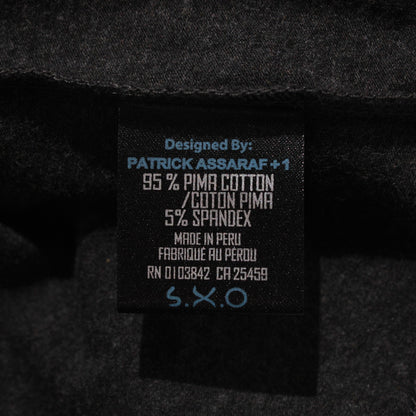 Designed By:
PATRICK ASSARAF + 1
95 % PIMA COTTON
/COTON PIMA
5% SPANDEX
MADE IN PERU
FABRIQUÉ AU PÉROU
RN 0103842 CA 25459
S.X.O